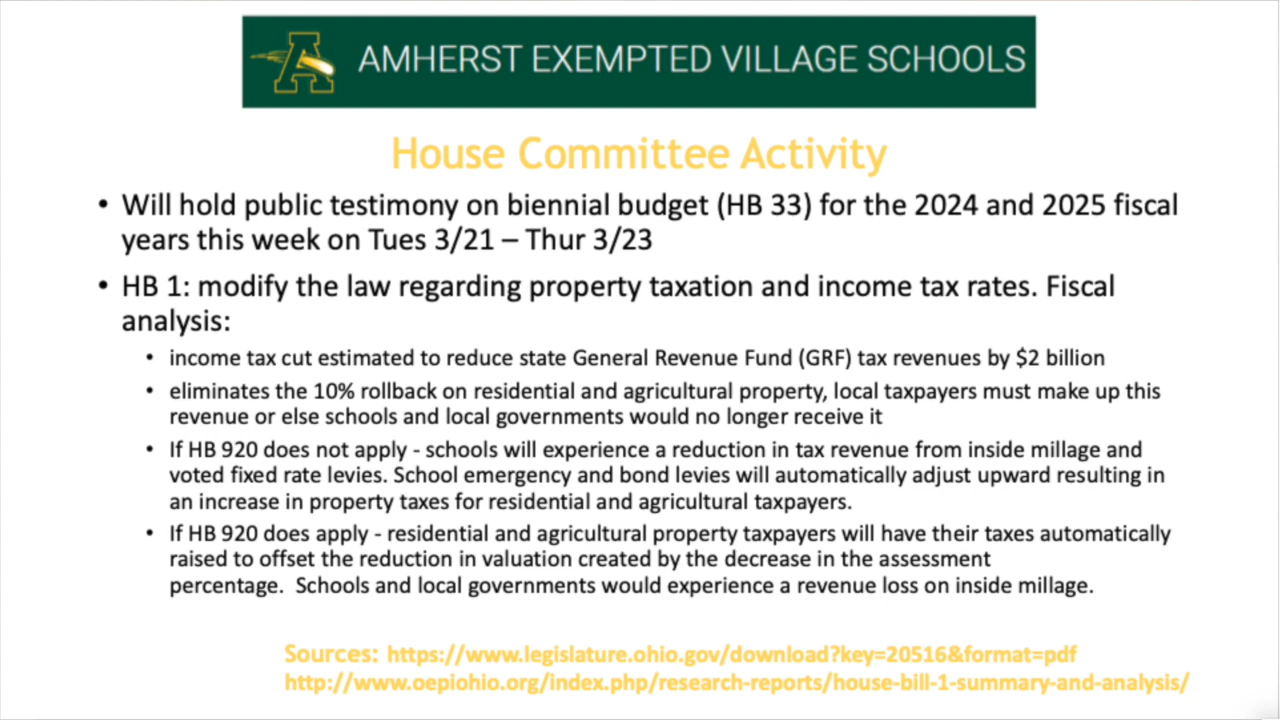 A AMHERST EXEMPTED VILLAGE SCHOOLS
House Committee Activity
• Will hold public testimony on biennial budget (HB 33) for the 2024 and 2025 fiscal
years this week on Tues 3/21 – Thur 3/23
• HB 1: modify the law regarding property taxation and income tax rates. Fiscal
analysis:
• income tax cut estimated to reduce state General Revenue Fund (GRF) tax revenues by $2 billion
• eliminates the 10% rollback on residential and agricultural property, local taxpayers must make up this
revenue or else schools and local governments would no longer receive it
• If HB 920 does not apply - schools will experience a reduction in tax revenue from inside millage and
voted fixed rate levies. School emergency and bond levies will automatically adjust upward resulting in
an increase in property taxes for residential and agricultural taxpayers.
• If HB 920 does apply - residential and agricultural property taxpayers will have their taxes automatically
raised to offset the reduction in valuation created by the decrease in the assessment
percentage.  Schools and local governments would experience a revenue loss on inside millage.
Sources: https://www.legislature.ohio.gov/download?key=20516&format=pdf
http://www.oepiohio.org/index.php/research-reports/house-bill-1-summary-and-analysis/